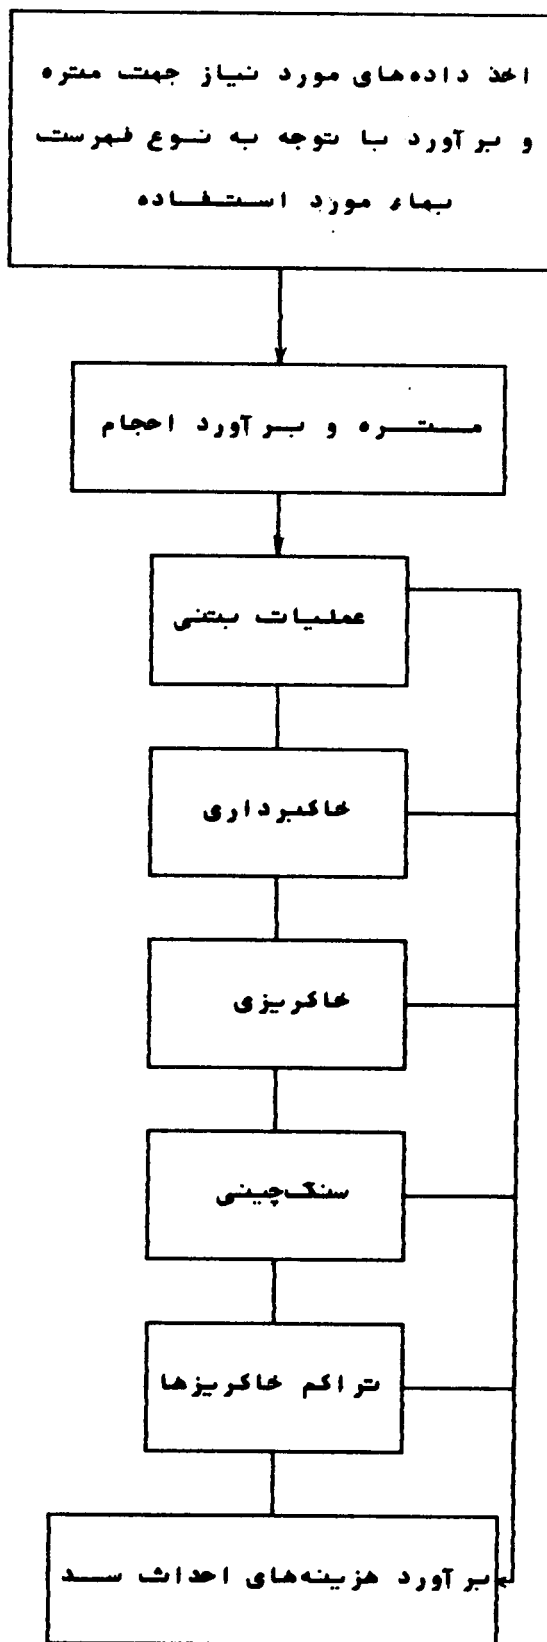 اخذ داده‌های مورد نیاز جهت متره
و برآورد با توجه به نوع فهرست
بهاء مورد استفاده
متره و برآورد احجام
عملیات بتنی
خاکبرداری
خاکریزی
سنگ‌چینی
تراکم خاکریزها
برآورد هزینه‌های احداث سد